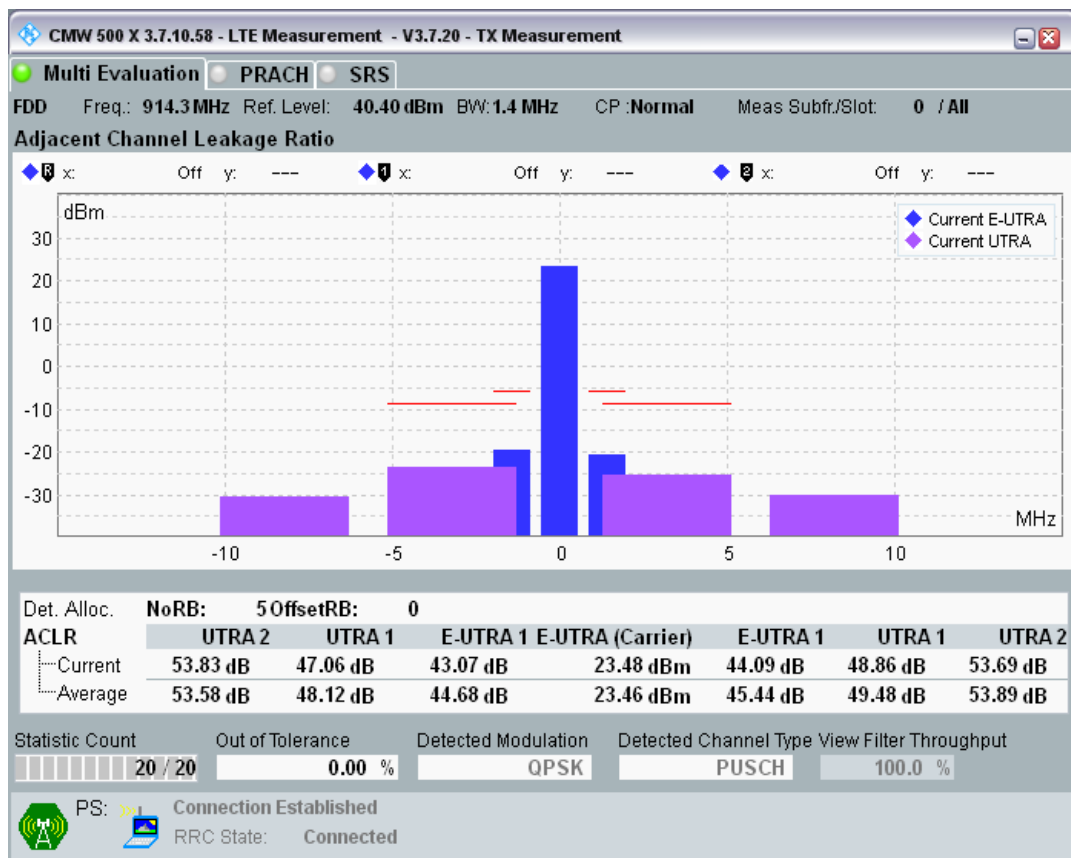 CMW 500 X 3.7.10.58 - LTE Measurement - V3.7.20 - TX Measurement
Multi Evaluation PRACH SRS
FDD Freq.: 914.3 MHz Ref. Level: 40.40 dBm BW: 1.4 MHz CP :Normal Meas Subfr./Slot: 0 / All
Adjacent Channel Leakage Ratio
R x: Off y: --- 1 x: Off y: --- 2 x: Off y: ---
dBm
Current E-UTRA
Current UTRA
30
20
10
0
-10
-20
-30
MHz
-10 -5 0 5 10
Det. Alloc. NoRB: 5 OffsetRB: 0
ACLR UTRA 2 UTRA 1 E-UTRA 1 E-UTRA (Carrier) E-UTRA 1 UTRA 1 UTRA 2
Current 53.83 dB 47.06 dB 43.07 dB 23.48 dBm 44.09 dB 48.86 dB 53.69 dB
Average 53.58 dB 48.12 dB 44.68 dB 23.46 dBm 45.44 dB 49.48 dB 53.89 dB
Statistic Count Out of Tolerance Detected Modulation Detected Channel Type View Filter Throughput
20 / 20 0.00 % QPSK PUSCH 100.0 %
PS: Connection Established
RRC State: Connected